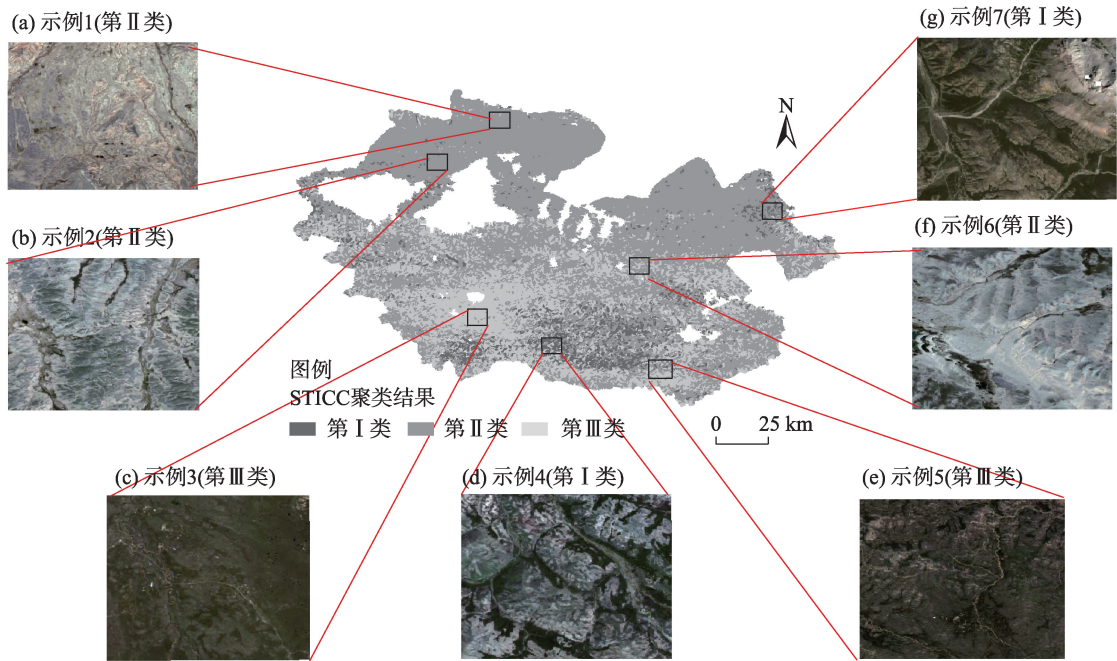 (a) 示例1(第Ⅱ类)
(g) 示例7(第Ⅰ类)
N
(b) 示例2(第Ⅱ类)
(f) 示例6(第Ⅱ类)
图例
STICC聚类结果
第Ⅰ类 第Ⅱ类 第Ⅲ类
0 25 km
(c) 示例3(第Ⅲ类)
(d) 示例4(第Ⅰ类)
(e) 示例5(第Ⅲ类)